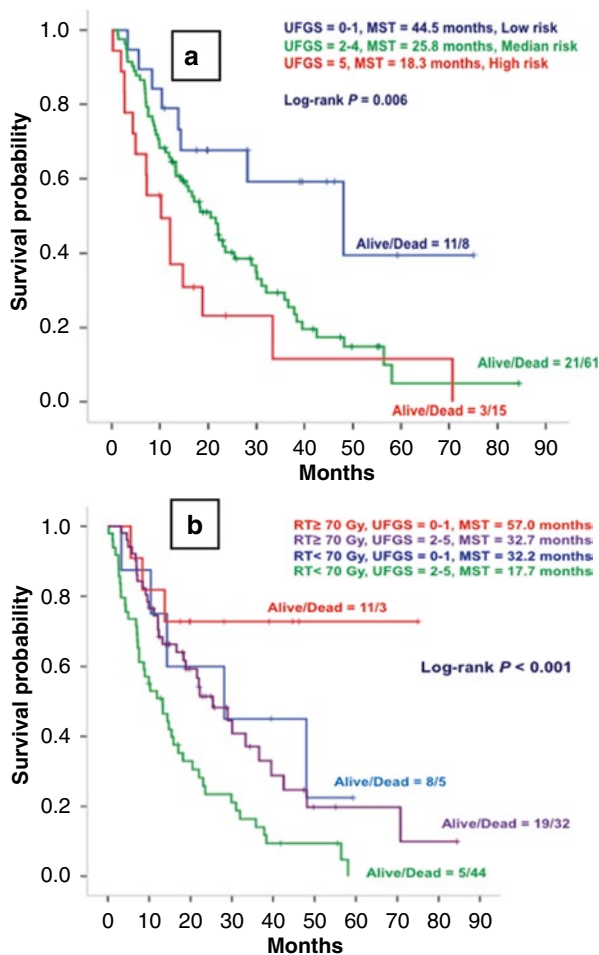 a
UFGS = 0-1, MST = 44.5 months, Low risk
UFGS = 2-4, MST = 25.8 months, Median risk
UFGS = 5, MST = 18.3 months, High risk
Log-rank P = 0.006
Survival probability
1.0
0.8
0.6
0.4
0.2
0.0
Alive/Dead = 11/8
Alive/Dead = 21/61
Alive/Dead = 3/15
0 10 20 30 40 50 60 70 80 90
Months
b
RT≥ 70 Gy, UFGS = 0-1, MST = 57.0 months
RT≥ 70 Gy, UFGS = 2-5, MST = 32.7 months
RT< 70 Gy, UFGS = 0-1, MST = 32.2 months
RT< 70 Gy, UFGS = 2-5, MST = 17.7 months
Survival probability
1.0
0.8
0.6
0.4
0.2
0.0
Alive/Dead = 11/3
Log-rank P < 0.001
Alive/Dead = 8/5
Alive/Dead = 19/32
Alive/Dead = 5/44
0 10 20 30 40 50 60 70 80 90
Months